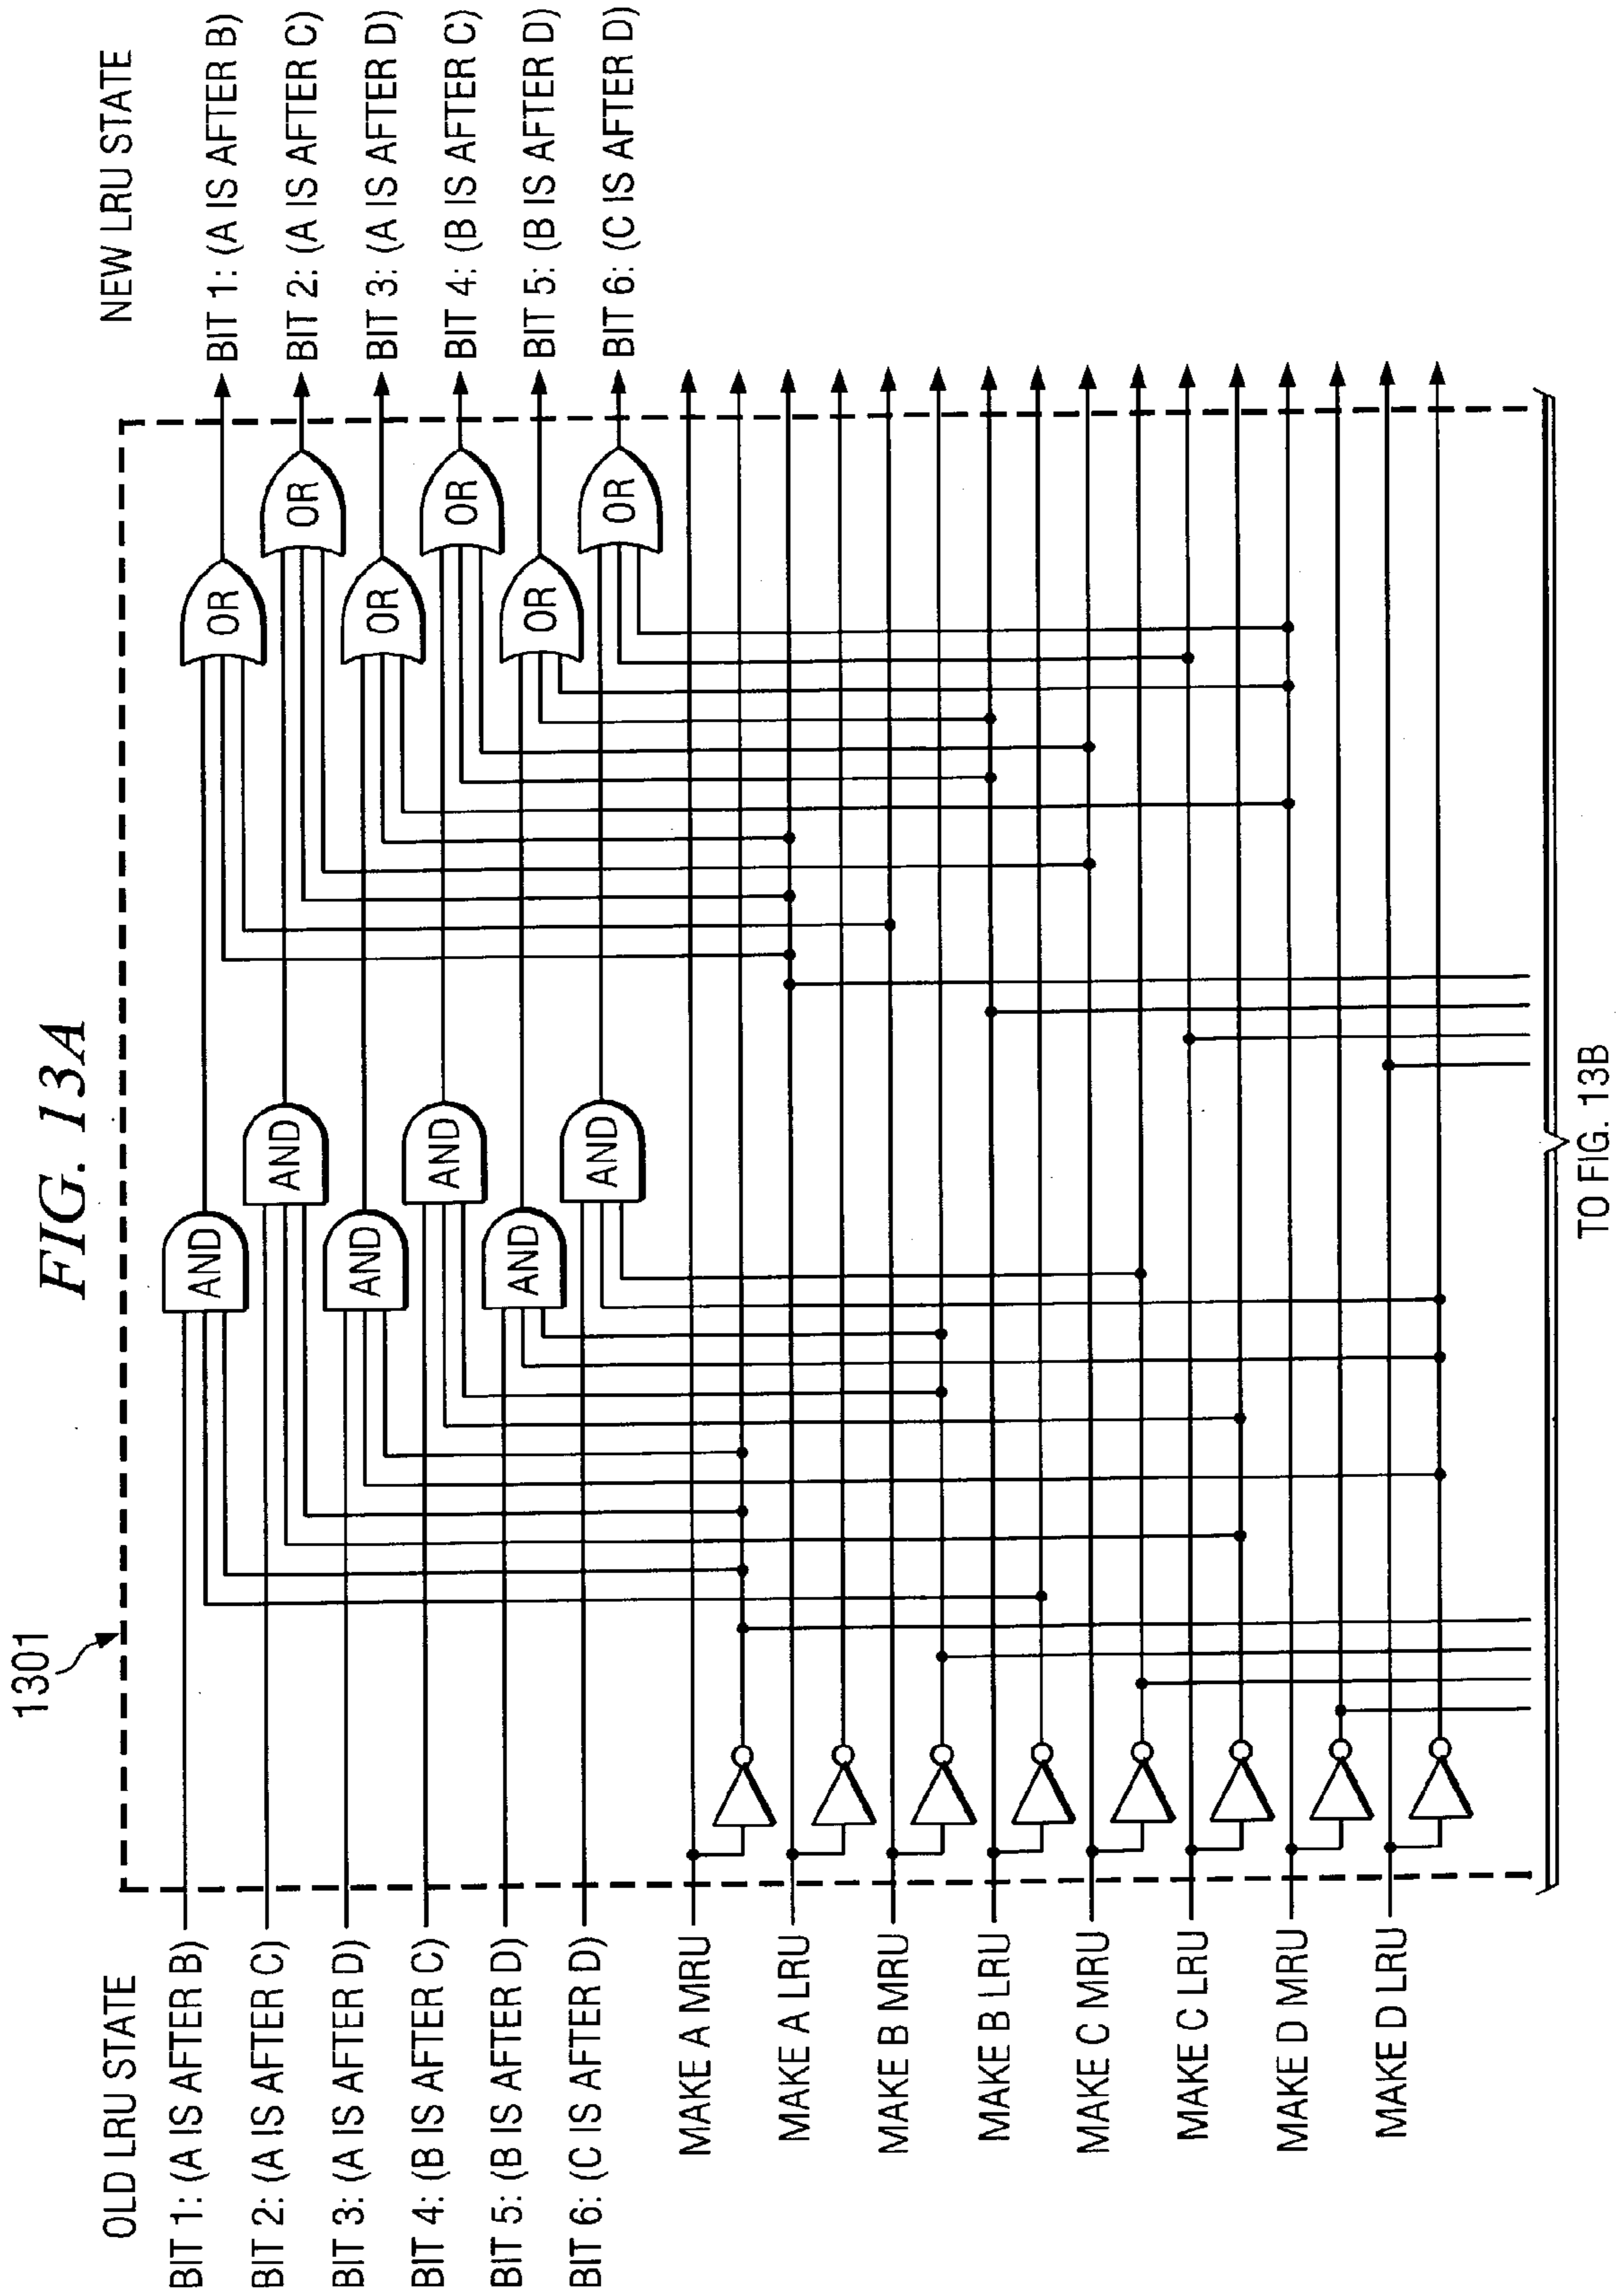 FIG. 13A
1301
OLD LRU STATE
BIT 1: (A IS AFTER B)
BIT 2: (A IS AFTER C)
BIT 3: (A IS AFTER D)
BIT 4: (B IS AFTER C)
BIT 5: (B IS AFTER D)
BIT 6: (C IS AFTER D)
MAKE A MRU
MAKE A LRU
MAKE B MRU
MAKE B LRU
MAKE C MRU
MAKE C LRU
MAKE D MRU
MAKE D LRU
AND
AND
AND
AND
AND
AND
OR
OR
OR
OR
OR
OR
NEW LRU STATE
BIT 1: (A IS AFTER B)
BIT 2: (A IS AFTER C)
BIT 3: (A IS AFTER D)
BIT 4: (B IS AFTER C)
BIT 5: (B IS AFTER D)
BIT 6: (C IS AFTER D)
TO FIG. 13B